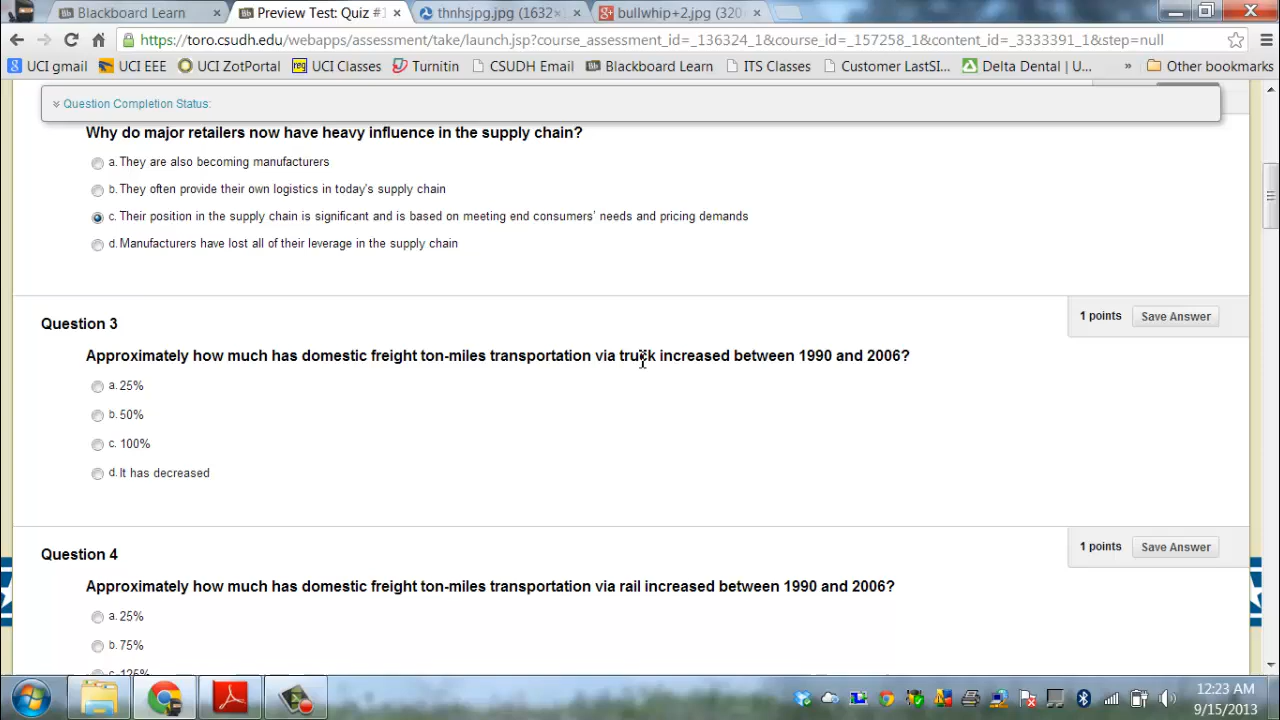 Blackboard Learn
Preview Test: Quiz #1
thnhsjpg.jpg (1632×
bullwhip+2.jpg (320
https://toro.csudh.edu/webapps/assessment/take/launch.jsp?course_assessment_id=_136324_1&course_id=_157258_1&content_id=_3333391_1&step=null
UCI gmail UCI EEE UCI ZotPortal UCI Classes Turnitin CSUDH Email Blackboard Learn ITS Classes Customer LastSI... Delta Dental | U... » Other bookmarks
Question Completion Status:
Why do major retailers now have heavy influence in the supply chain?
a. They are also becoming manufacturers
b. They often provide their own logistics in today's supply chain
c. Their position in the supply chain is significant and is based on meeting end consumers' needs and pricing demands
d. Manufacturers have lost all of their leverage in the supply chain
Question 3
1 points Save Answer
Approximately how much has domestic freight ton-miles transportation via truck increased between 1990 and 2006?
a. 25%
b. 50%
c. 100%
d. It has decreased
Question 4
1 points Save Answer
Approximately how much has domestic freight ton-miles transportation via rail increased between 1990 and 2006?
a. 25%
b. 75%
c. 125%
12:23 AM
9/15/2013